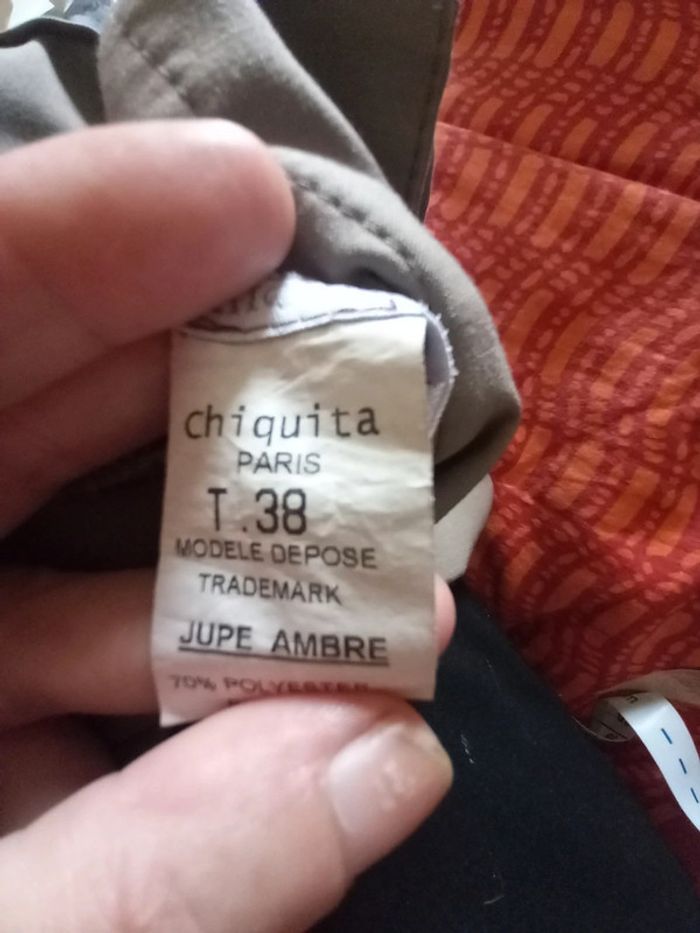 chiquita
PARIS
T.38
MODELE DEPOSE
TRADEMARK
JUPE AMBRE
70% POLYESTER